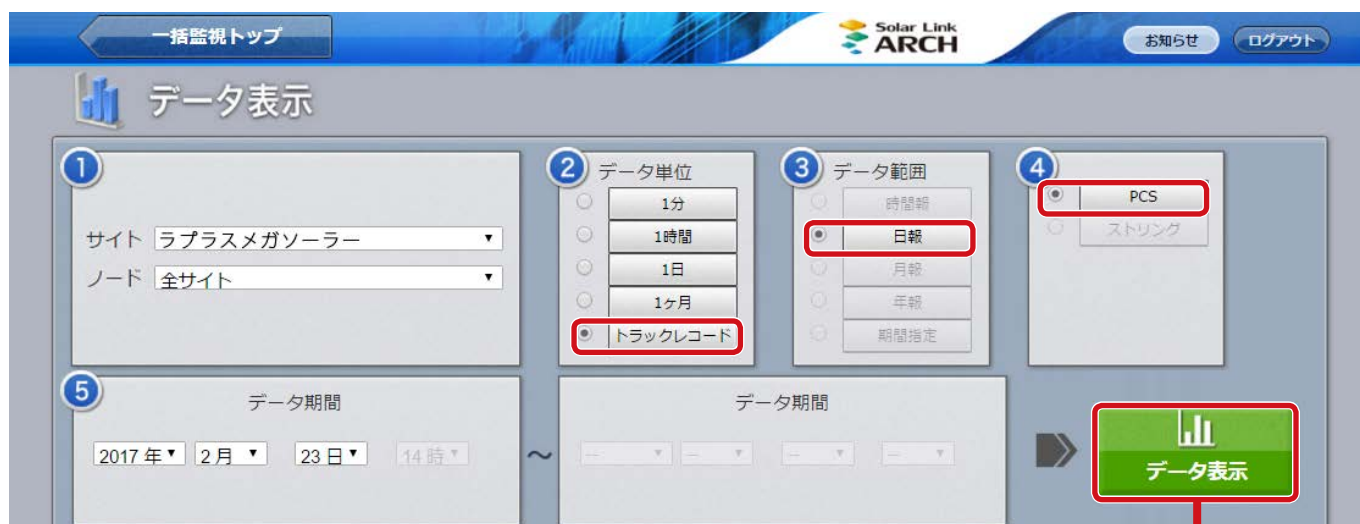 一括監視トップ
Solar Link
ARCH
お知らせ
ログアウト
データ表示
1
サイト ラプラスメガソーラー
ノード 全サイト
2 データ単位
1分
1時間
1日
1ヶ月
トラックレコード
3 データ範囲
時間報
日報
月報
年報
期間指定
4
PCS
ストリング
5 データ期間
2017 年 2 月 23 日 14 時
～
データ期間
-- -- -- --
データ表示